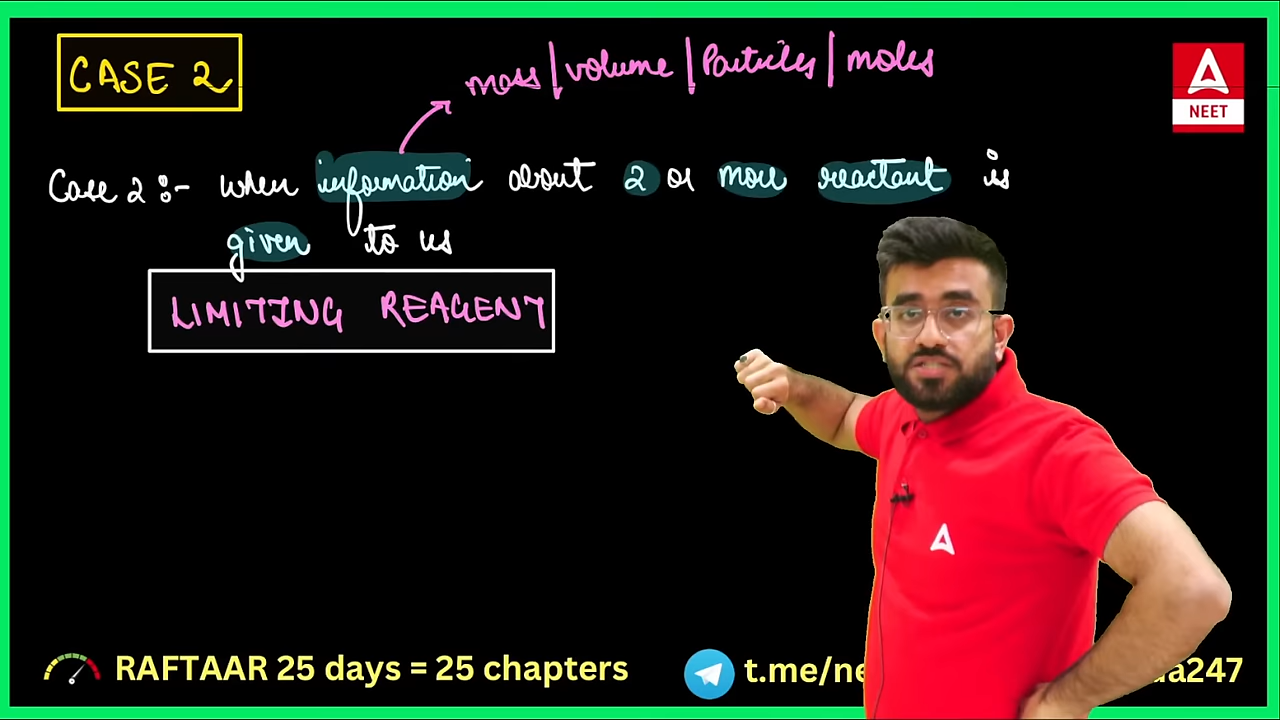 CASE 2
mass | volume | Particles | moles
NEET
Case 2 :- when information about 2 or more reactant is
given to us
LIMITING REAGENT
RAFTAAR 25 days = 25 chapters
t.me/ne
a247